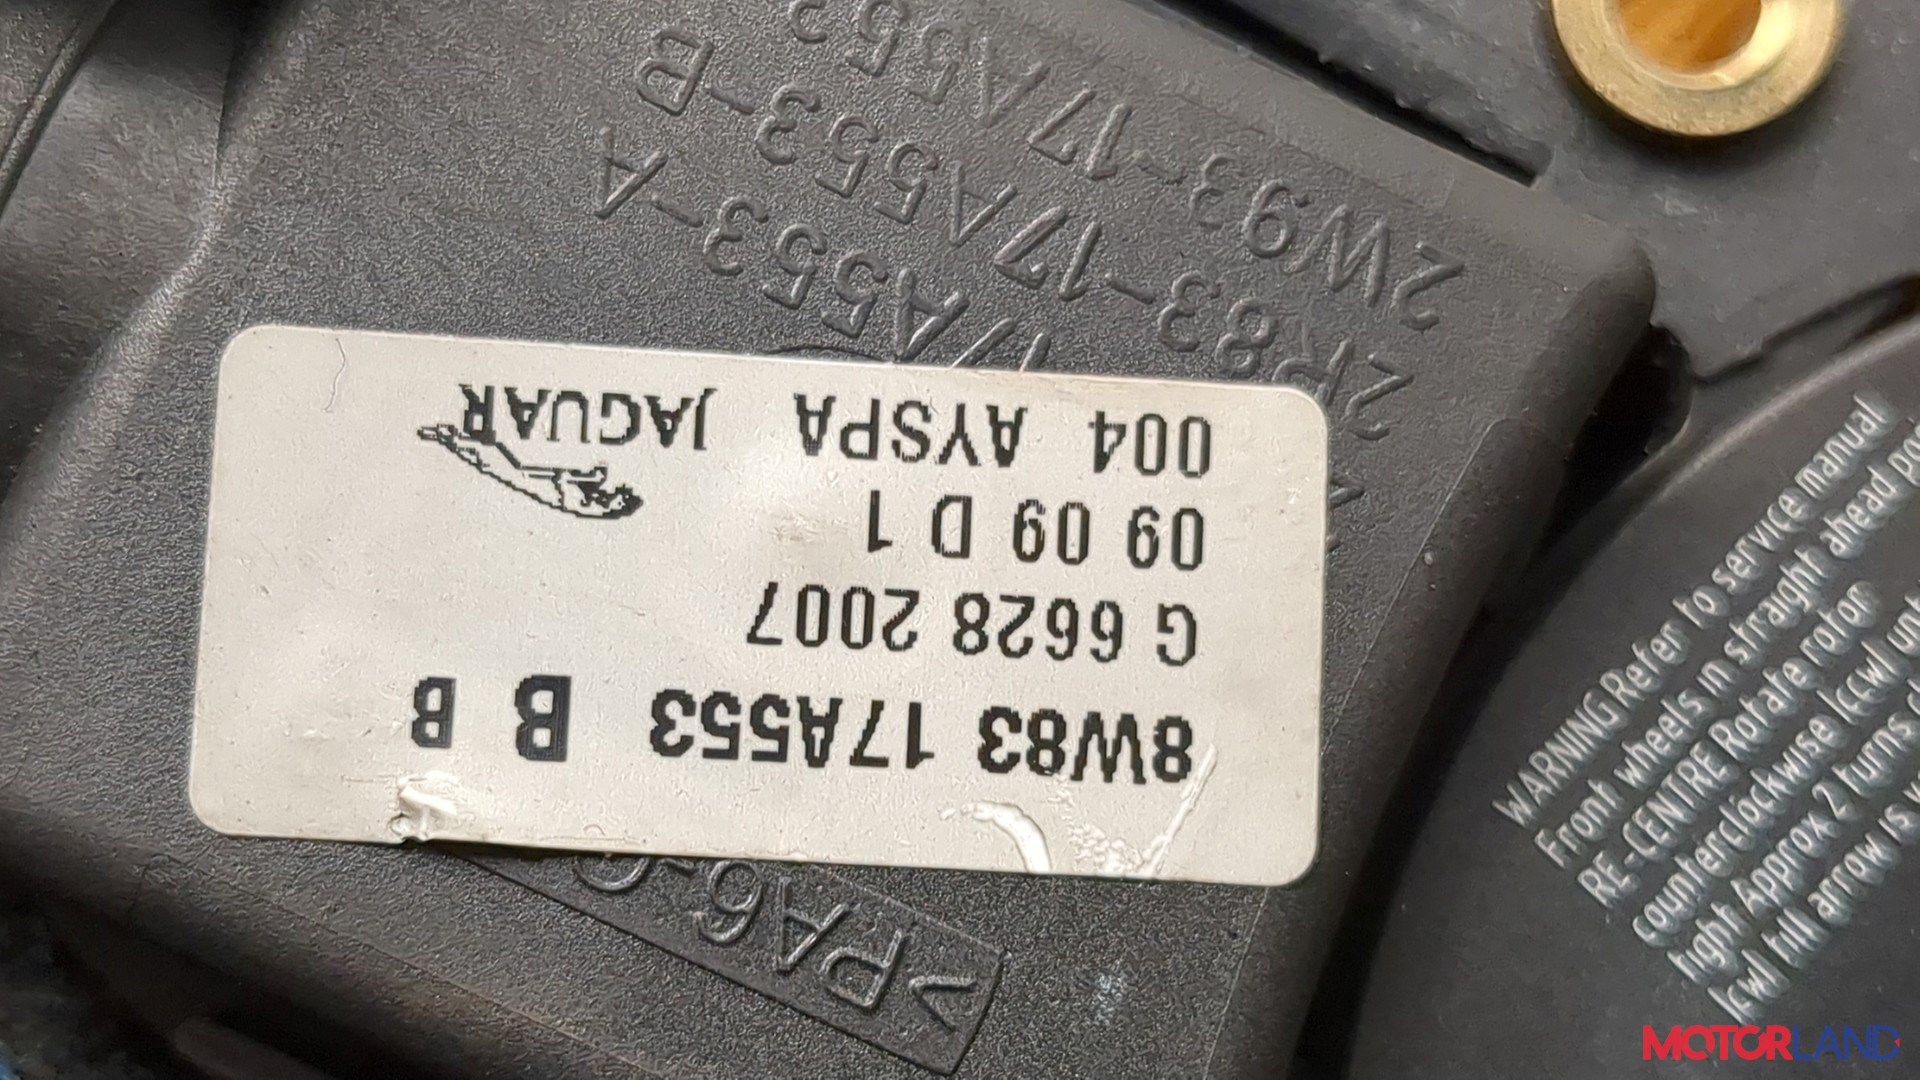 8W83 17A553 B B
G 6628 2007
09 09 D 1
004 AYSPA JAGUAR
>PA6-
17A553-A
2R83-17A553-B
2W93-17A553
WARNING Refer to service manual
Front wheels in straight ahead
RE-CENTRE Rotate rotor
counterclockwise (ccw)
tight Approx 2 turns
(cw) till arrow is
MOTORLAND